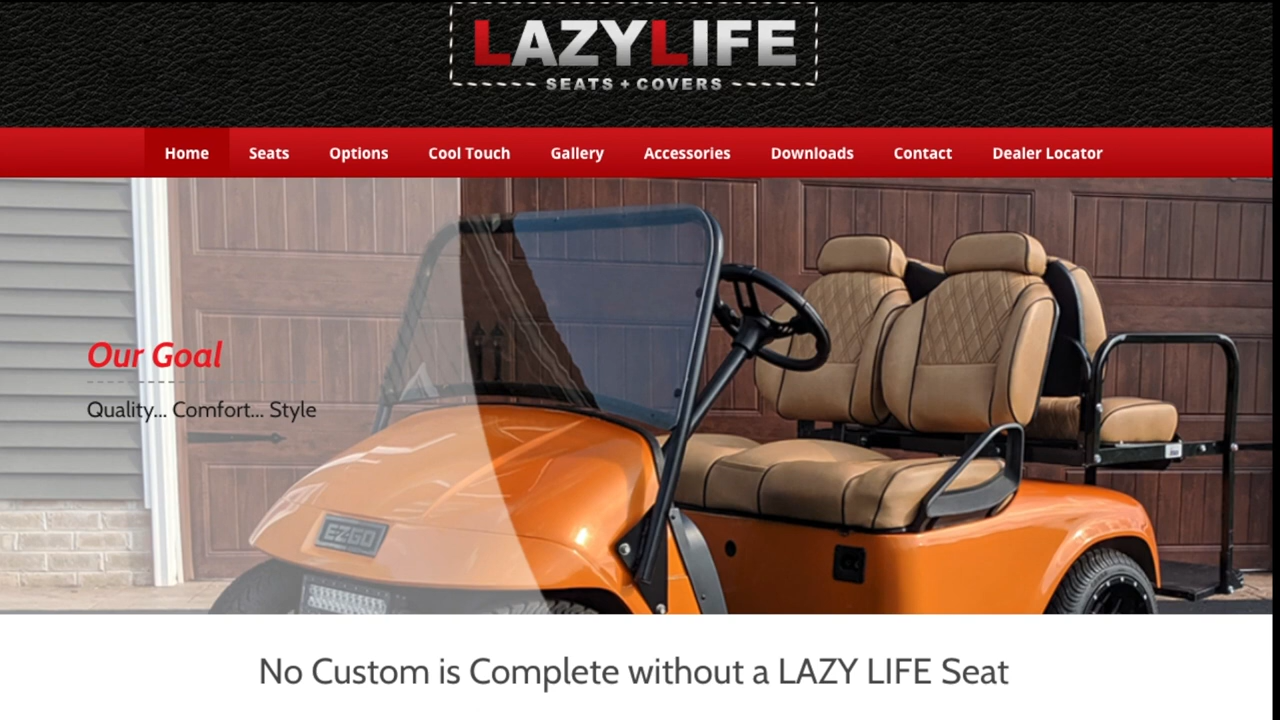 LAZYLIFE
SEATS + COVERS
Home Seats Options Cool Touch Gallery Accessories Downloads Contact Dealer Locator
Our Goal
Quality... Comfort... Style
E-Z-GO
No Custom is Complete without a LAZY LIFE Seat